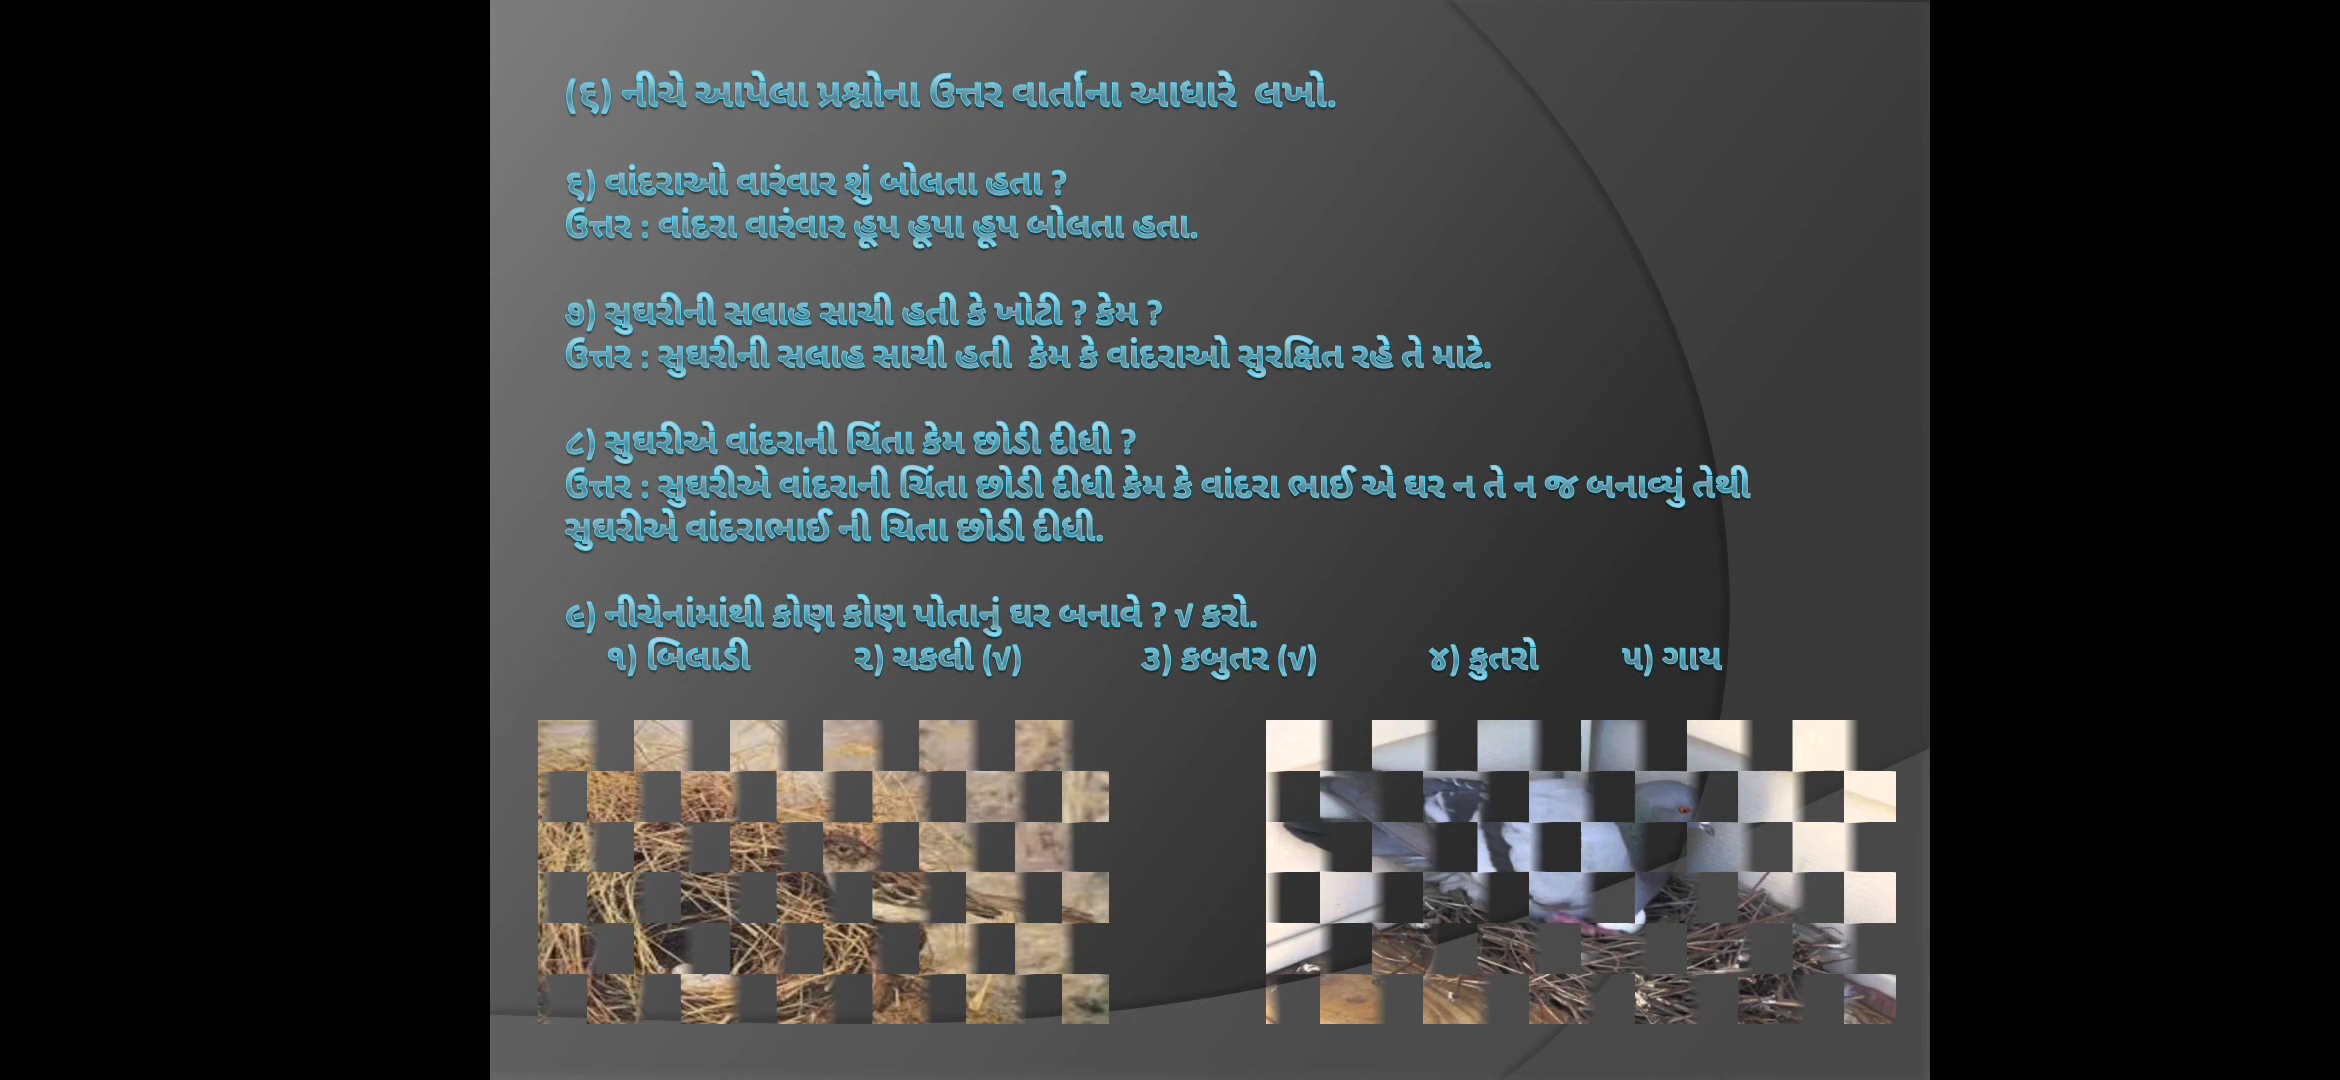 (૬) નીચે આપેલા પ્રશ્નોના ઉત્તર વાર્તાના આધારે લખો.
૬) વાંદરાઓ વારંવાર શું બોલતા હતા ?
ઉત્તર : વાંદરા વારંવાર હૂપ હૂપા હૂપ બોલતા હતા.
૭) સુઘરીની સલાહ સાચી હતી કે ખોટી ? કેમ ?
ઉત્તર : સુઘરીની સલાહ સાચી હતી કેમ કે વાંદરાઓ સુરક્ષિત રહે તે માટે.
૮) સુઘરીએ વાંદરાની ચિંતા કેમ છોડી દીધી ?
ઉત્તર : સુઘરીએ વાંદરાની ચિંતા છોડી દીધી કેમ કે વાંદરા ભાઈ એ ઘર ન તે ન જ બનાવ્યું તેથી
સુઘરીએ વાંદરાભાઈ ની ચિતા છોડી દીધી.
૯) નીચેનાંમાંથી કોણ કોણ પોતાનું ઘર બનાવે ? √ કરો.
૧) બિલાડી ૨) ચકલી (√) ૩) કબુતર (√) ૪) કુતરો ૫) ગાય